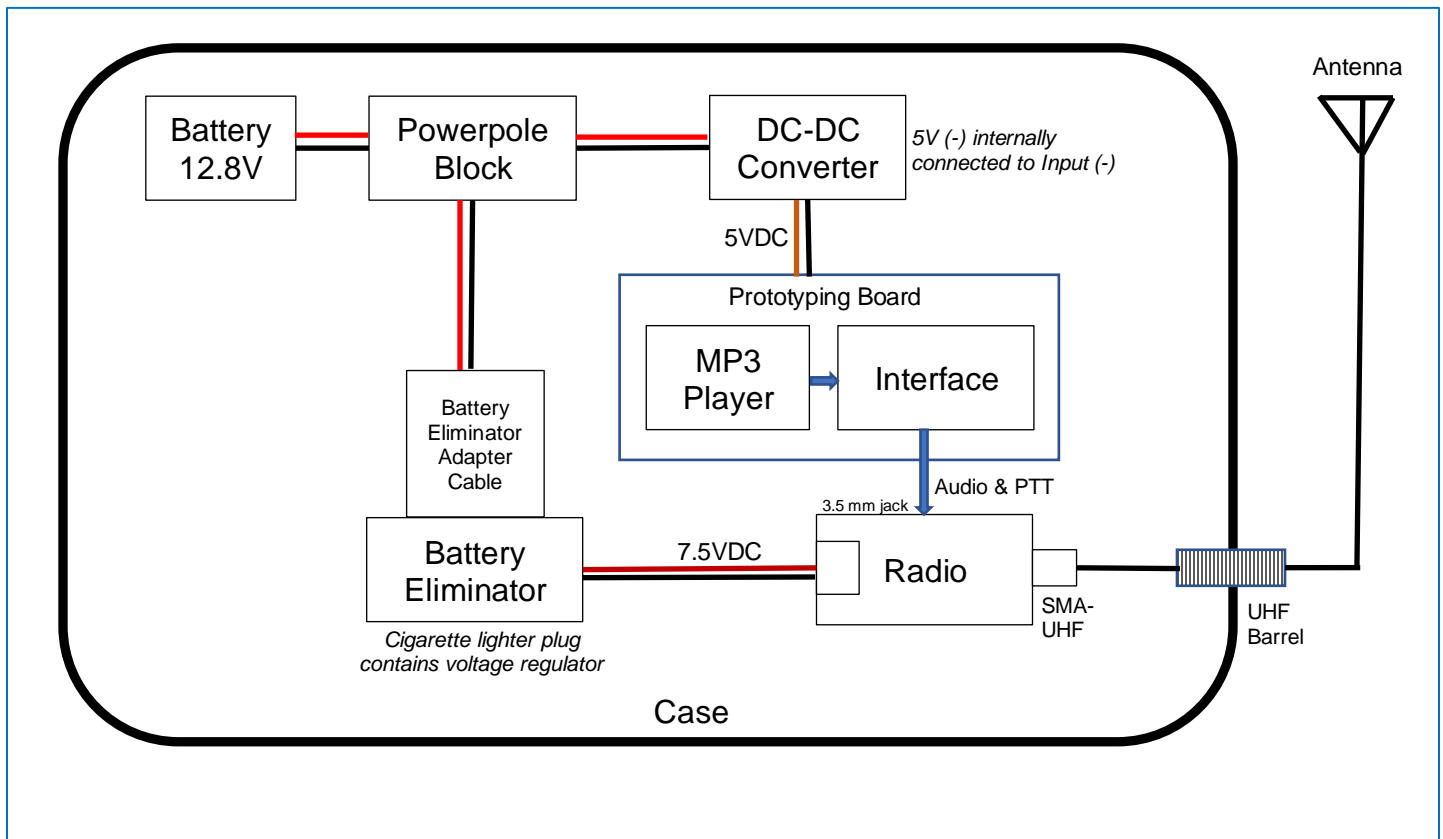 Antenna
Battery
12.8V
Powerpole
Block
DC-DC
Converter
5V (-) internally
connected to Input (-)
5VDC
Prototyping Board
MP3
Player
Interface
Battery
Eliminator
Adapter
Cable
Audio & PTT
3.5 mm jack
Battery
Eliminator
7.5VDC
Radio
SMA-
UHF
UHF
Barrel
Cigarette lighter plug
contains voltage regulator
Case